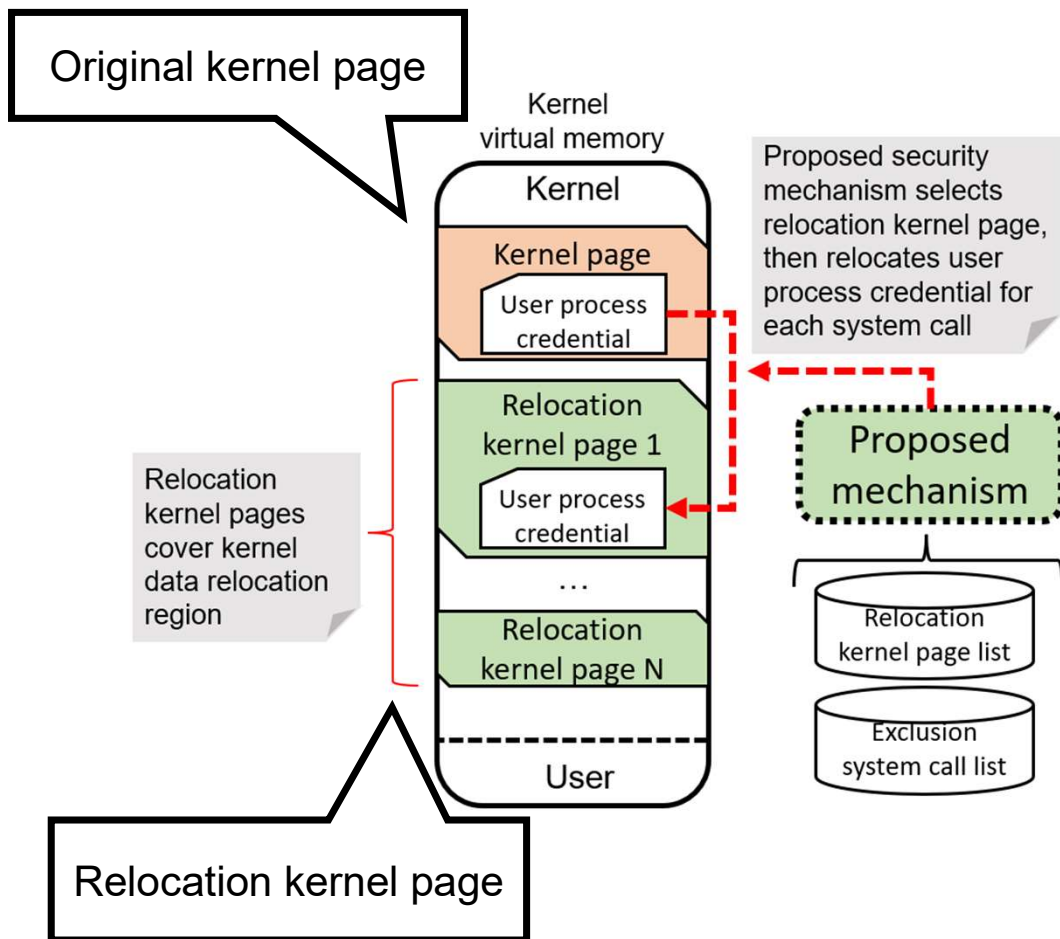 Original kernel page
Kernel
virtual memory
Kernel
Kernel page
User process
credential
Proposed security
mechanism selects
relocation kernel page,
then relocates user
process credential for
each system call
Relocation
kernel page 1
User process
credential
...
Relocation
kernel page N
User
Relocation
kernel pages
cover kernel
data relocation
region
Proposed
mechanism
Relocation
kernel page list
Exclusion
system call list
Relocation kernel page